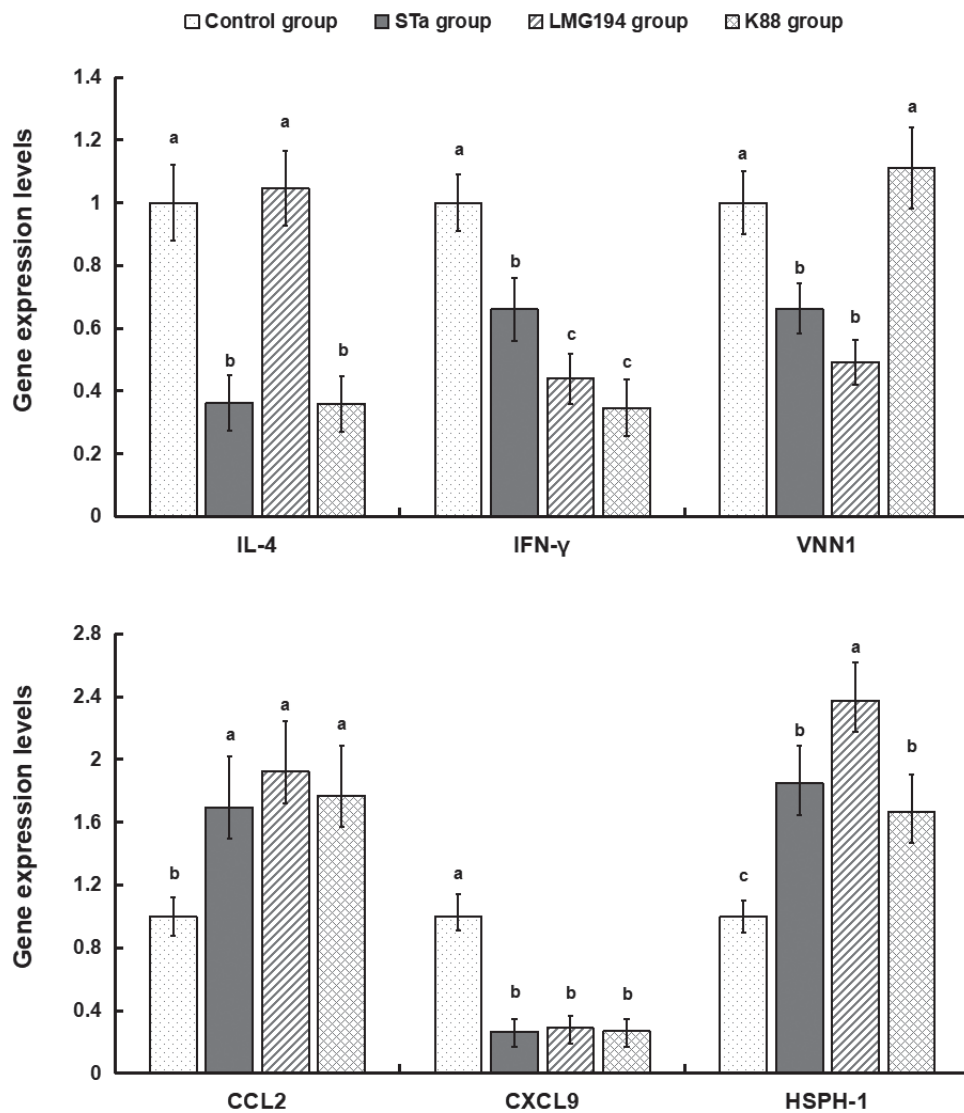 Control group STa group LMG194 group K88 group
Gene expression levels
1.4
1.2
1
0.8
0.6
0.4
0.2
0
a b a b
a b c c
a b b a
IL-4 IFN-γ VNN1
Gene expression levels
2.8
2.4
2
1.6
1.2
0.8
0.4
0
b a a a
a b b b
c b a b
CCL2 CXCL9 HSPH-1